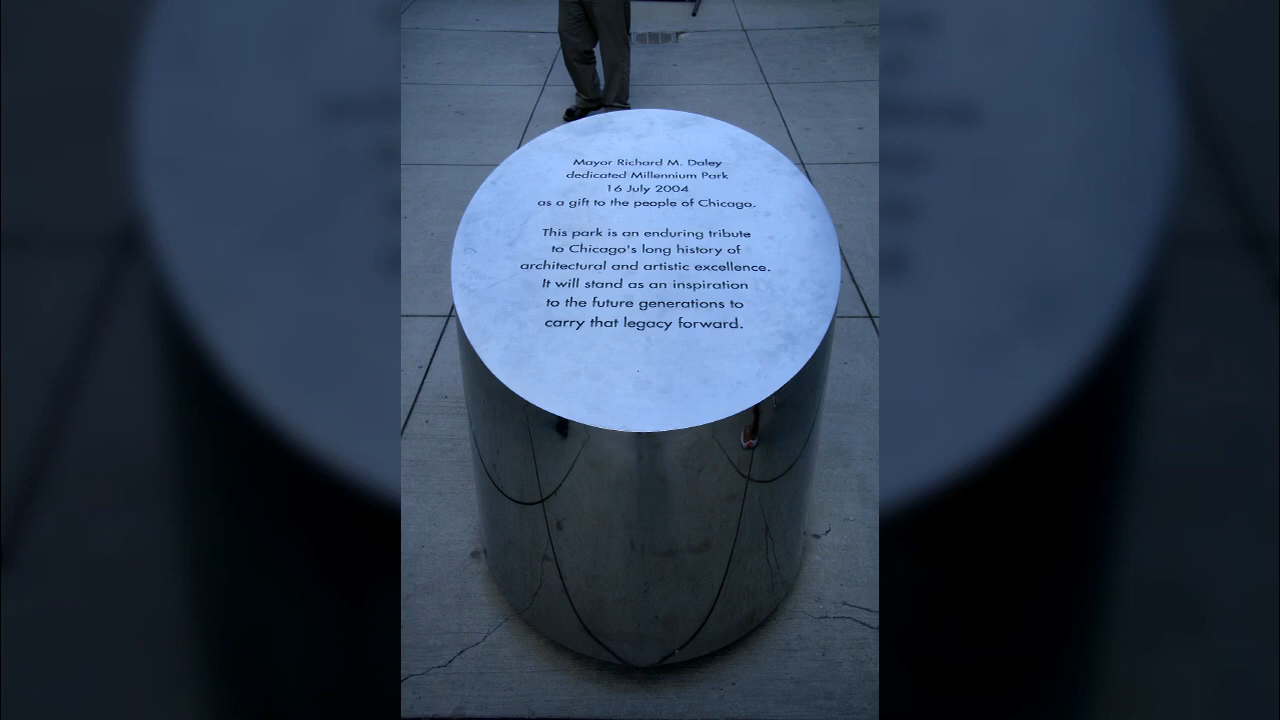 Mayor Richard M. Daley
dedicated Millennium Park
16 July 2004
as a gift to the people of Chicago.
This park is an enduring tribute
to Chicago's long history of
architectural and artistic excellence.
It will stand as an inspiration
to the future generations to
carry that legacy forward.